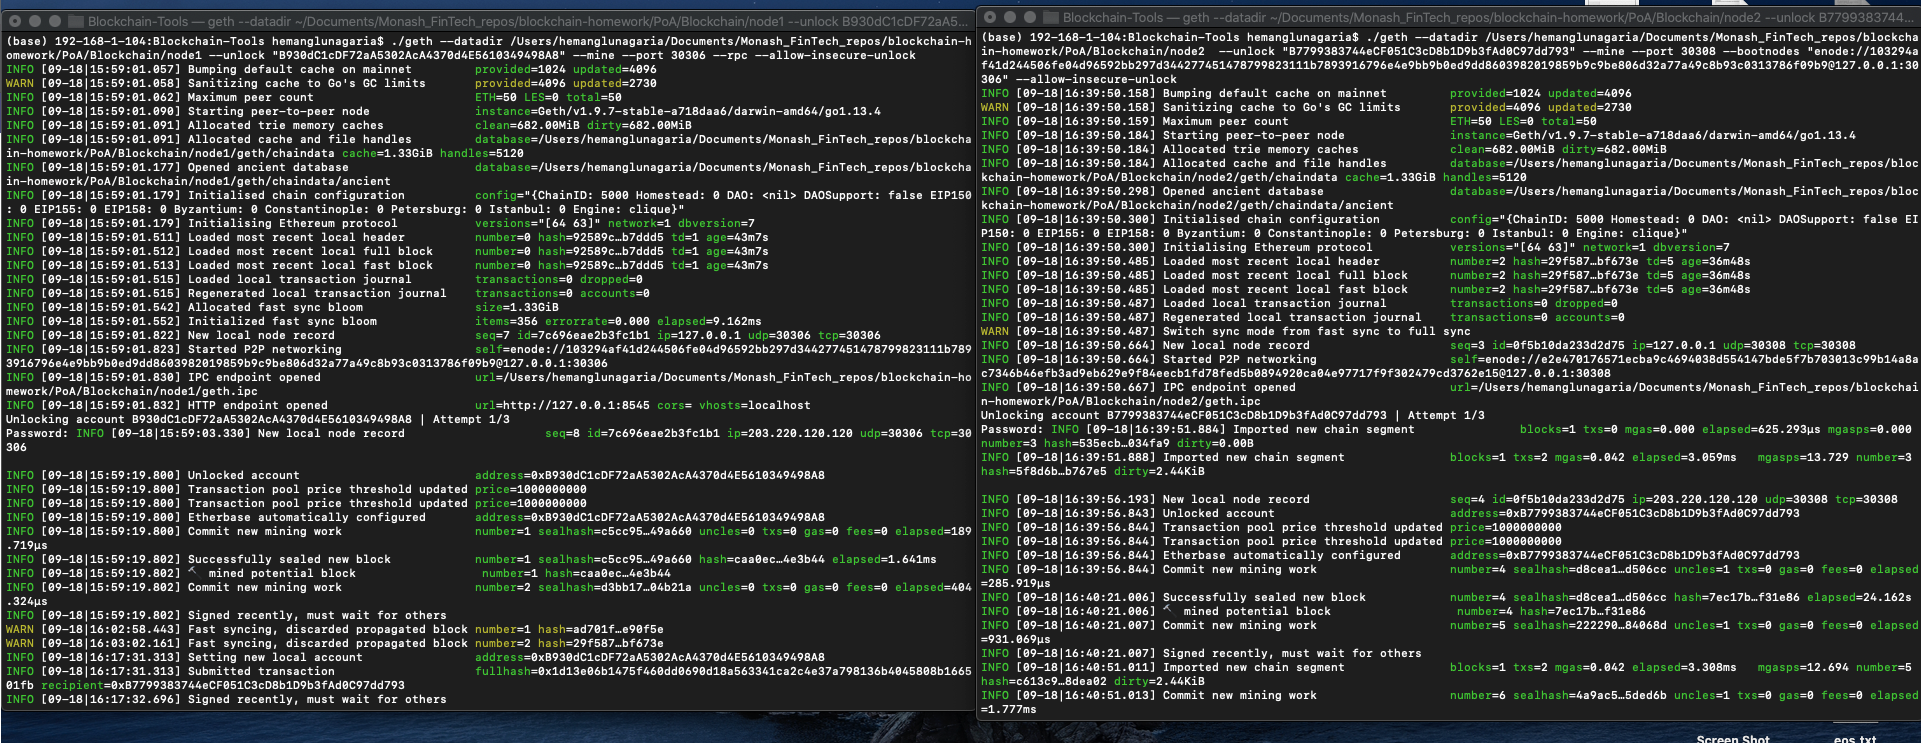 Blockchain-Tools — geth --datadir ~/Documents/Monash_FinTech_repos/blockchain-homework/PoA/Blockchain/node1 --unlock B930dC1cDF72aA5...
(base) 192-168-1-104:Blockchain-Tools hemanglunagaria$ ./geth --datadir /Users/hemanglunagaria/Documents/Monash_FinTech_repos/blockchain-h
omework/PoA/Blockchain/node1 --unlock "B930dC1cDF72aA5302AcA4370d4E5610349498A8" --mine --port 30306 --rpc --allow-insecure-unlock
INFO [09-18|15:59:01.057] Bumping default cache on mainnet provided=1024 updated=4096
WARN [09-18|15:59:01.058] Sanitizing cache to Go's GC limits provided=4096 updated=2730
INFO [09-18|15:59:01.062] Maximum peer count ETH=50 LES=0 total=50
INFO [09-18|15:59:01.090] Starting peer-to-peer node instance=Geth/v1.9.7-stable-a718daa6/darwin-amd64/go1.13.4
INFO [09-18|15:59:01.091] Allocated trie memory caches clean=682.00MiB dirty=682.00MiB
INFO [09-18|15:59:01.091] Allocated cache and file handles database=/Users/hemanglunagaria/Documents/Monash_FinTech_repos/blockcha
in-homework/PoA/Blockchain/node1/geth/chaindata cache=1.33GiB handles=5120
INFO [09-18|15:59:01.177] Opened ancient database database=/Users/hemanglunagaria/Documents/Monash_FinTech_repos/blockcha
in-homework/PoA/Blockchain/node1/geth/chaindata/ancient
INFO [09-18|15:59:01.179] Initialised chain configuration config="{ChainID: 5000 Homestead: 0 DAO: <nil> DAOSupport: false EIP150
: 0 EIP155: 0 EIP158: 0 Byzantium: 0 Constantinople: 0 Petersburg: 0 Istanbul: 0 Engine: clique}"
INFO [09-18|15:59:01.179] Initialising Ethereum protocol versions="[64 63]" network=1 dbversion=7
INFO [09-18|15:59:01.511] Loaded most recent local header number=0 hash=92589c…b7ddd5 td=1 age=43m7s
INFO [09-18|15:59:01.512] Loaded most recent local full block number=0 hash=92589c…b7ddd5 td=1 age=43m7s
INFO [09-18|15:59:01.513] Loaded most recent local fast block number=0 hash=92589c…b7ddd5 td=1 age=43m7s
INFO [09-18|15:59:01.515] Loaded local transaction journal transactions=0 dropped=0
INFO [09-18|15:59:01.515] Regenerated local transaction journal transactions=0 accounts=0
INFO [09-18|15:59:01.542] Allocated fast sync bloom size=1.33GiB
INFO [09-18|15:59:01.552] Initialized fast sync bloom items=356 errorrate=0.000 elapsed=9.162ms
INFO [09-18|15:59:01.822] New local node record seq=7 id=7c696eae2b3fc1b1 ip=127.0.0.1 udp=30306 tcp=30306
INFO [09-18|15:59:01.823] Started P2P networking self=enode://103294af41d244506fe04d96592bb297d344277451478799823111b789
3916796e4e9bb9b0ed9dd8603982019859b9c9be806d32a77a49c8b93c0313786f09b9@127.0.0.1:30306
INFO [09-18|15:59:01.830] IPC endpoint opened url=/Users/hemanglunagaria/Documents/Monash_FinTech_repos/blockchain-ho
mework/PoA/Blockchain/node1/geth.ipc
INFO [09-18|15:59:01.832] HTTP endpoint opened url=http://127.0.0.1:8545 cors= vhosts=localhost
Unlocking account B930dC1cDF72aA5302AcA4370d4E5610349498A8 | Attempt 1/3
Password: INFO [09-18|15:59:03.330] New local node record seq=8 id=7c696eae2b3fc1b1 ip=203.220.120.120 udp=30306 tcp=30
306
INFO [09-18|15:59:19.800] Unlocked account address=0xB930dC1cDF72aA5302AcA4370d4E5610349498A8
INFO [09-18|15:59:19.800] Transaction pool price threshold updated price=1000000000
INFO [09-18|15:59:19.800] Transaction pool price threshold updated price=1000000000
INFO [09-18|15:59:19.800] Etherbase automatically configured address=0xB930dC1cDF72aA5302AcA4370d4E5610349498A8
INFO [09-18|15:59:19.800] Commit new mining work number=1 sealhash=c5cc95…49a660 uncles=0 txs=0 gas=0 fees=0 elapsed=189
.719µs
INFO [09-18|15:59:19.802] Successfully sealed new block number=1 sealhash=c5cc95…49a660 hash=caa0ec…4e3b44 elapsed=1.641ms
INFO [09-18|15:59:19.802] 🔨 mined potential block number=1 hash=caa0ec…4e3b44
INFO [09-18|15:59:19.802] Commit new mining work number=2 sealhash=d3bb17…04b21a uncles=0 txs=0 gas=0 fees=0 elapsed=404
.324µs
INFO [09-18|15:59:19.802] Signed recently, must wait for others
WARN [09-18|16:02:58.443] Fast syncing, discarded propagated block number=1 hash=ad701f…e90f5e
WARN [09-18|16:03:02.161] Fast syncing, discarded propagated block number=2 hash=29f587…bf673e
INFO [09-18|16:17:31.313] Setting new local account address=0xB930dC1cDF72aA5302AcA4370d4E5610349498A8
INFO [09-18|16:17:31.313] Submitted transaction fullhash=0x1d13e06b1475f460dd0690d18a563341ca2c4e37a798136b4045808b1665
01fb recipient=0xB7799383744eCF051C3cD8b1D9b3fAd0C97dd793
INFO [09-18|16:17:32.696] Signed recently, must wait for others
Blockchain-Tools — geth --datadir ~/Documents/Monash_FinTech_repos/blockchain-homework/PoA/Blockchain/node2 --unlock B7799383744...
(base) 192-168-1-104:Blockchain-Tools hemanglunagaria$ ./geth --datadir /Users/hemanglunagaria/Documents/Monash_FinTech_repos/blockcha
in-homework/PoA/Blockchain/node2 --unlock "B7799383744eCF051C3cD8b1D9b3fAd0C97dd793" --mine --port 30308 --bootnodes "enode://103294a
f41d244506fe04d96592bb297d344277451478799823111b7893916796e4e9bb9b0ed9dd8603982019859b9c9be806d32a77a49c8b93c0313786f09b9@127.0.0.1:30
306" --allow-insecure-unlock
INFO [09-18|16:39:50.158] Bumping default cache on mainnet provided=1024 updated=4096
WARN [09-18|16:39:50.158] Sanitizing cache to Go's GC limits provided=4096 updated=2730
INFO [09-18|16:39:50.159] Maximum peer count ETH=50 LES=0 total=50
INFO [09-18|16:39:50.184] Starting peer-to-peer node instance=Geth/v1.9.7-stable-a718daa6/darwin-amd64/go1.13.4
INFO [09-18|16:39:50.184] Allocated trie memory caches clean=682.00MiB dirty=682.00MiB
INFO [09-18|16:39:50.184] Allocated cache and file handles database=/Users/hemanglunagaria/Documents/Monash_FinTech_repos/bloc
kchain-homework/PoA/Blockchain/node2/geth/chaindata cache=1.33GiB handles=5120
INFO [09-18|16:39:50.298] Opened ancient database database=/Users/hemanglunagaria/Documents/Monash_FinTech_repos/bloc
kchain-homework/PoA/Blockchain/node2/geth/chaindata/ancient
INFO [09-18|16:39:50.300] Initialised chain configuration config="{ChainID: 5000 Homestead: 0 DAO: <nil> DAOSupport: false EI
P150: 0 EIP155: 0 EIP158: 0 Byzantium: 0 Constantinople: 0 Petersburg: 0 Istanbul: 0 Engine: clique}"
INFO [09-18|16:39:50.300] Initialising Ethereum protocol versions="[64 63]" network=1 dbversion=7
INFO [09-18|16:39:50.485] Loaded most recent local header number=2 hash=29f587…bf673e td=5 age=36m48s
INFO [09-18|16:39:50.485] Loaded most recent local full block number=2 hash=29f587…bf673e td=5 age=36m48s
INFO [09-18|16:39:50.485] Loaded most recent local fast block number=2 hash=29f587…bf673e td=5 age=36m48s
INFO [09-18|16:39:50.487] Loaded local transaction journal transactions=0 dropped=0
INFO [09-18|16:39:50.487] Regenerated local transaction journal transactions=0 accounts=0
WARN [09-18|16:39:50.487] Switch sync mode from fast sync to full sync
INFO [09-18|16:39:50.664] New local node record seq=3 id=0f5b10da233d2d75 ip=127.0.0.1 udp=30308 tcp=30308
INFO [09-18|16:39:50.664] Started P2P networking self=enode://e2e470176571ecba9c4694038d554147bde5f7b703013c99b14a8a
c7346b46efb3ad9eb629e9f84eecb1fd78fed5b0894920ca04e97717f9f302479cd3762e15@127.0.0.1:30308
INFO [09-18|16:39:50.667] IPC endpoint opened url=/Users/hemanglunagaria/Documents/Monash_FinTech_repos/blockchai
n-homework/PoA/Blockchain/node2/geth.ipc
Unlocking account B7799383744eCF051C3cD8b1D9b3fAd0C97dd793 | Attempt 1/3
Password: INFO [09-18|16:39:51.884] Imported new chain segment blocks=1 txs=0 mgas=0.000 elapsed=625.293µs mgasps=0.000
number=3 hash=535ecb…034fa9 dirty=0.00B
INFO [09-18|16:39:51.888] Imported new chain segment blocks=1 txs=2 mgas=0.042 elapsed=3.059ms mgasps=13.729 number=3
hash=5f8d6b…b767e5 dirty=2.44KiB
INFO [09-18|16:39:56.193] New local node record seq=4 id=0f5b10da233d2d75 ip=203.220.120.120 udp=30308 tcp=30308
INFO [09-18|16:39:56.843] Unlocked account address=0xB7799383744eCF051C3cD8b1D9b3fAd0C97dd793
INFO [09-18|16:39:56.844] Transaction pool price threshold updated price=1000000000
INFO [09-18|16:39:56.844] Transaction pool price threshold updated price=1000000000
INFO [09-18|16:39:56.844] Etherbase automatically configured address=0xB7799383744eCF051C3cD8b1D9b3fAd0C97dd793
INFO [09-18|16:39:56.844] Commit new mining work number=4 sealhash=d8cea1…d506cc uncles=1 txs=0 gas=0 fees=0 elapsed
=285.919µs
INFO [09-18|16:40:21.006] Successfully sealed new block number=4 sealhash=d8cea1…d506cc hash=7ec17b…f31e86 elapsed=24.162s
INFO [09-18|16:40:21.006] 🔨 mined potential block number=4 hash=7ec17b…f31e86
INFO [09-18|16:40:21.007] Commit new mining work number=5 sealhash=222290…84068d uncles=1 txs=0 gas=0 fees=0 elapsed
=931.069µs
INFO [09-18|16:40:21.007] Signed recently, must wait for others
INFO [09-18|16:40:51.011] Imported new chain segment blocks=1 txs=2 mgas=0.042 elapsed=3.308ms mgasps=12.694 number=5
hash=c613c9…8dea02 dirty=2.44KiB
INFO [09-18|16:40:51.013] Commit new mining work number=6 sealhash=4a9ac5…5ded6b uncles=1 txs=0 gas=0 fees=0 elapsed
=1.777ms
Screen Shot
eos.txt